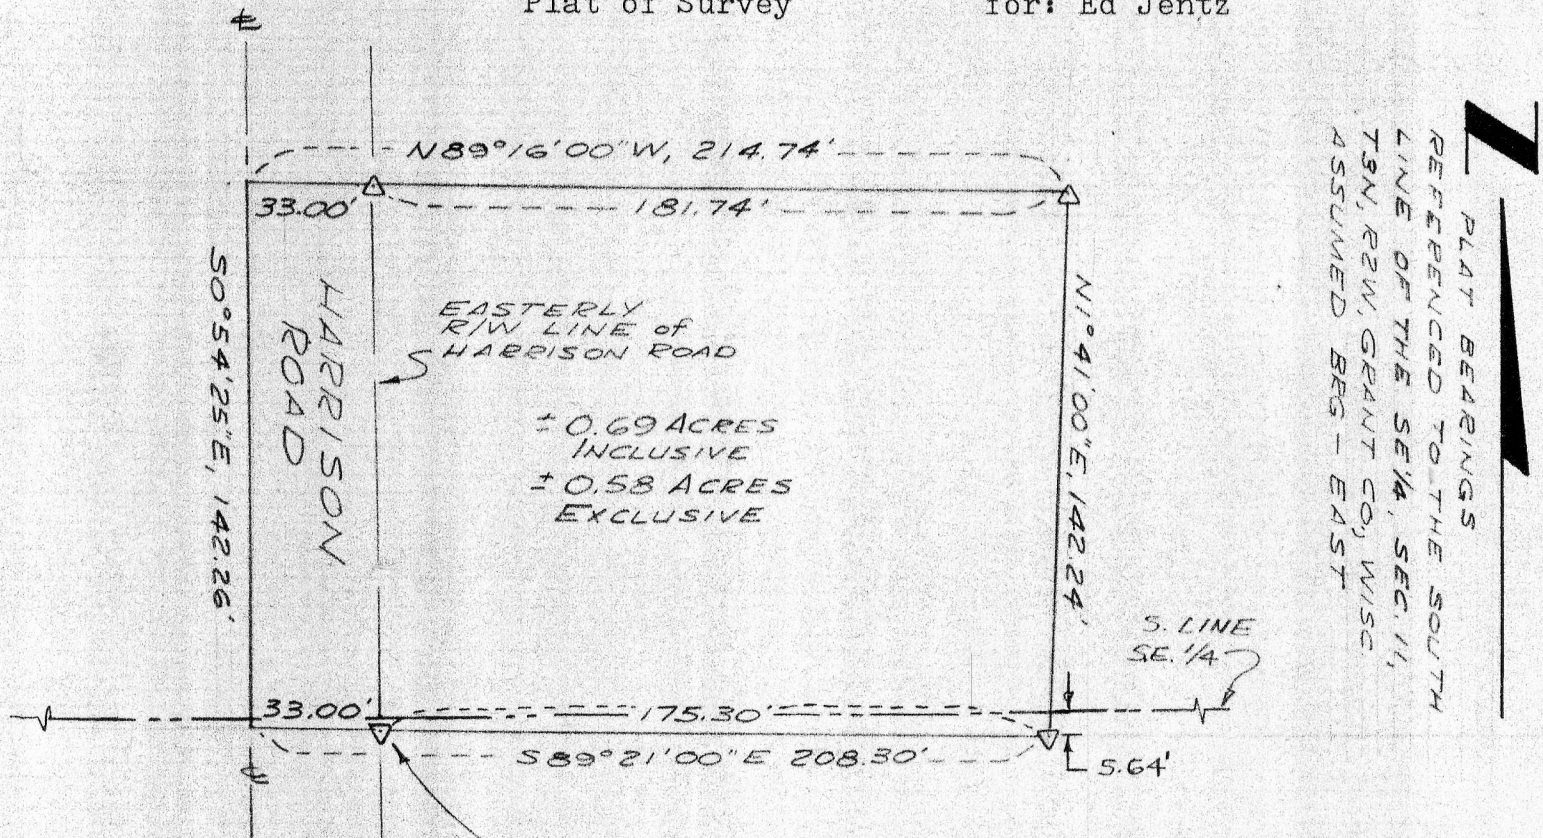 Plat of Survey for: Ed Jentz
℄
N89°16'00"W, 214.74'
33.00'
181.74'
S0°54'25"E, 142.26'
HARRISON
ROAD
EASTERLY
R/W LINE of
HARRISON ROAD
± 0.69 ACRES
INCLUSIVE
± 0.58 ACRES
EXCLUSIVE
N1°41'00"E, 142.24'
S. LINE
S.E. 1/4
33.00'
175.30'
S89°21'00"E 208.30'
5.64'
℄
PLAT BEARINGS
REFERENCED TO THE SOUTH
LINE OF THE SE1/4, SEC. 11,
T3N, R2W, GRANT CO., WISC
ASSUMED BRG - EAST